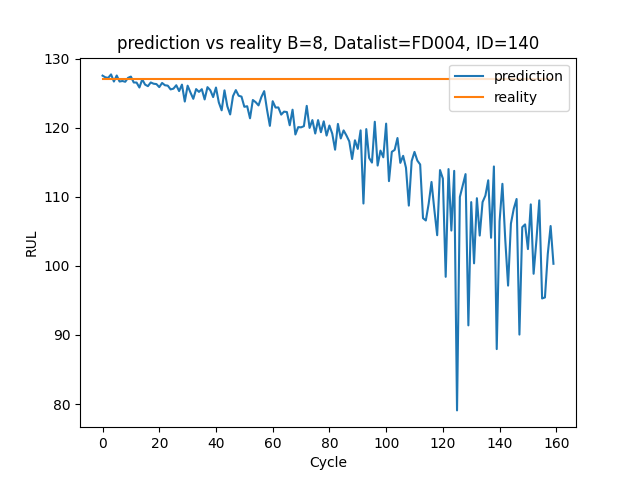 prediction vs reality B=8, Datalist=FD004, ID=140
prediction
reality
RUL
130
120
110
100
90
80
0 20 40 60 80 100 120 140 160
Cycle